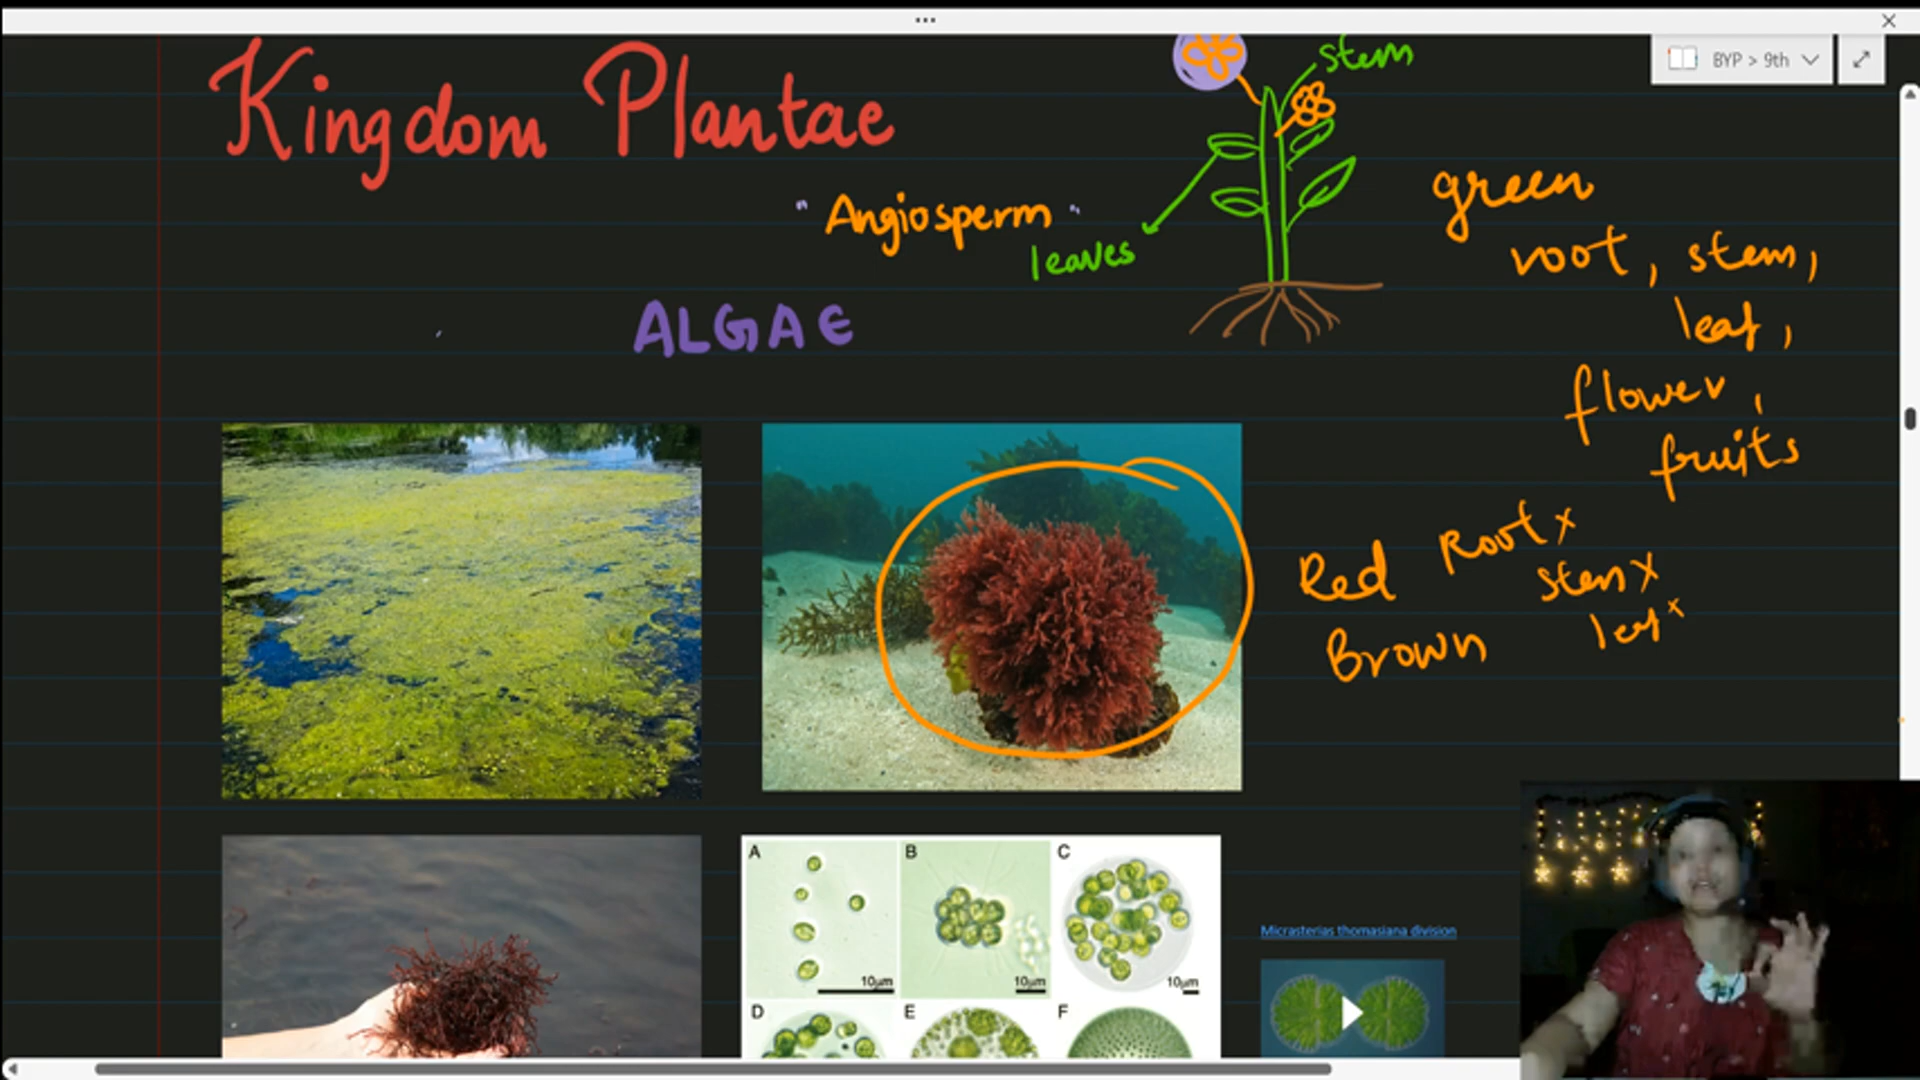 BYP > 9th
Kingdom Plantae
stem
" Angiosperm "
leaves
green
root, stem,
leaf,
flower,
fruits
ALGAE
Red Root x
Stem x
leaf x
Brown
A B C
10µm 10µm 10µm
D E F
Micrasterias thomasiana division